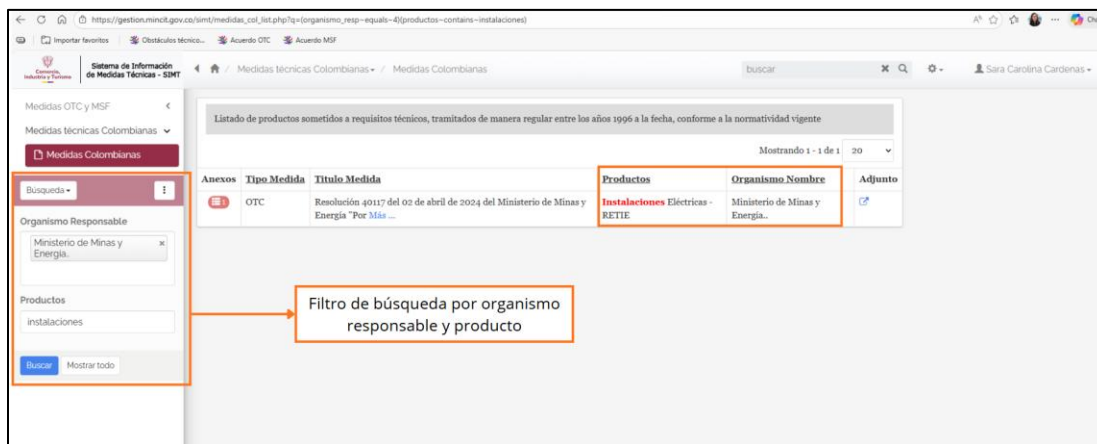 https://gestion.mincit.gov.co/simt/medidas_col_list.php?q=(organismo_resp~equals~4)(productos~contains~instalaciones)
Importar favoritos
Obstáculos técnico...
Acuerdo OTC
Acuerdo MSF
Comercio,
Industria y Turismo
Sistema de Información
de Medidas Técnicas - SIMT
/ Medidas técnicas Colombianas / Medidas Colombianas
buscar
Sara Carolina Cardenas
Medidas OTC y MSF
Medidas técnicas Colombianas
Medidas Colombianas
Búsqueda
Organismo Responsable
Ministerio de Minas y
Energía..
×
Productos
instalaciones
Buscar
Mostrar todo
Listado de productos sometidos a requisitos técnicos, tramitados de manera regular entre los años 1996 a la fecha, conforme a la normatividad vigente
Mostrando 1 - 1 de 1
20
Anexos Tipo Medida Titulo Medida Productos Organismo Nombre Adjunto
1 OTC Resolución 40117 del 02 de abril de 2024 del Ministerio de Minas y Instalaciones Eléctricas - Ministerio de Minas y
Energía "Por Más ... RETIE Energía..
Filtro de búsqueda por organismo
responsable y producto